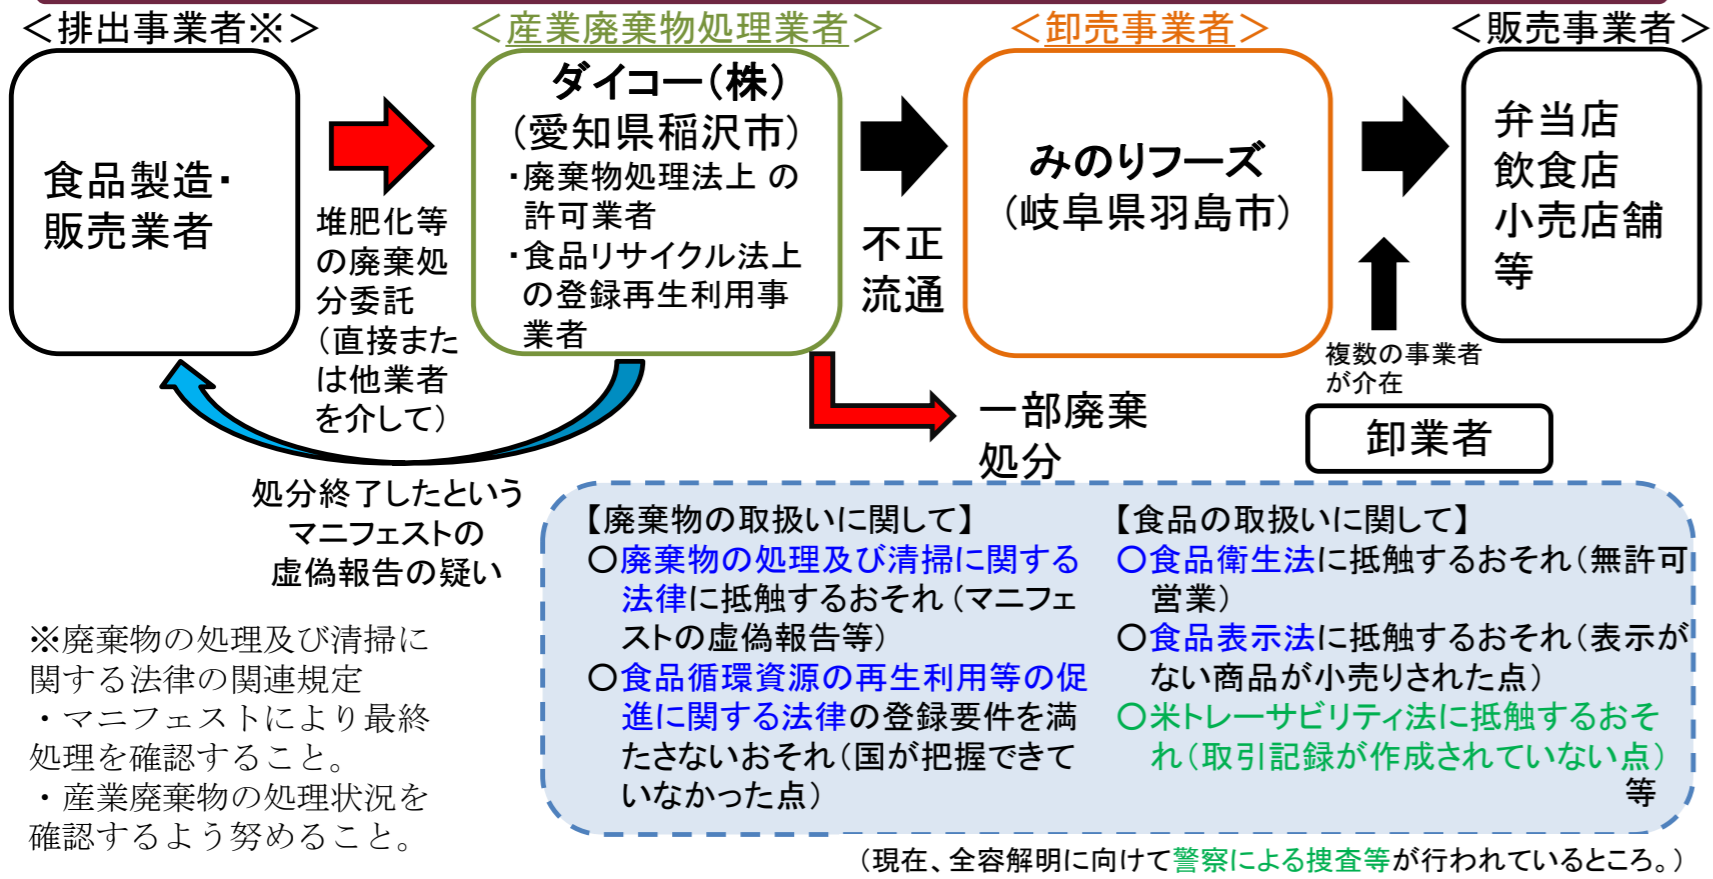 ＜排出事業者※＞
食品製造・
販売業者
堆肥化等
の廃棄処
分委託
（直接また
は他業者
を介して）
＜産業廃棄物処理業者＞
ダイコー（株）
（愛知県稲沢市）
・廃棄物処理法上 の
許可業者
・食品リサイクル法上
の登録再生利用事
業者
不正
流通
＜卸売事業者＞
みのりフーズ
（岐阜県羽島市）
＜販売事業者＞
弁当店
飲食店
小売店舗
等
複数の事業者
が介在
卸業者
一部廃棄
処分
処分終了したという
マニフェストの
虚偽報告の疑い
※廃棄物の処理及び清掃に
関する法律の関連規定
・マニフェストにより最終
処理を確認すること。
・産業廃棄物の処理状況を
確認するよう努めること。
【廃棄物の取扱いに関して】
〇廃棄物の処理及び清掃に関する
法律に抵触するおそれ（マニフェ
ストの虚偽報告等）
〇食品循環資源の再生利用等の促
進に関する法律の登録要件を満
たさないおそれ（国が把握できて
いなかった点）
【食品の取扱いに関して】
〇食品衛生法に抵触するおそれ（無許可
営業）
〇食品表示法に抵触するおそれ（表示が
ない商品が小売りされた点）
〇米トレーサビリティ法に抵触するおそ
れ（取引記録が作成されていない点）
等
（現在、全容解明に向けて警察による捜査等が行われているところ。）